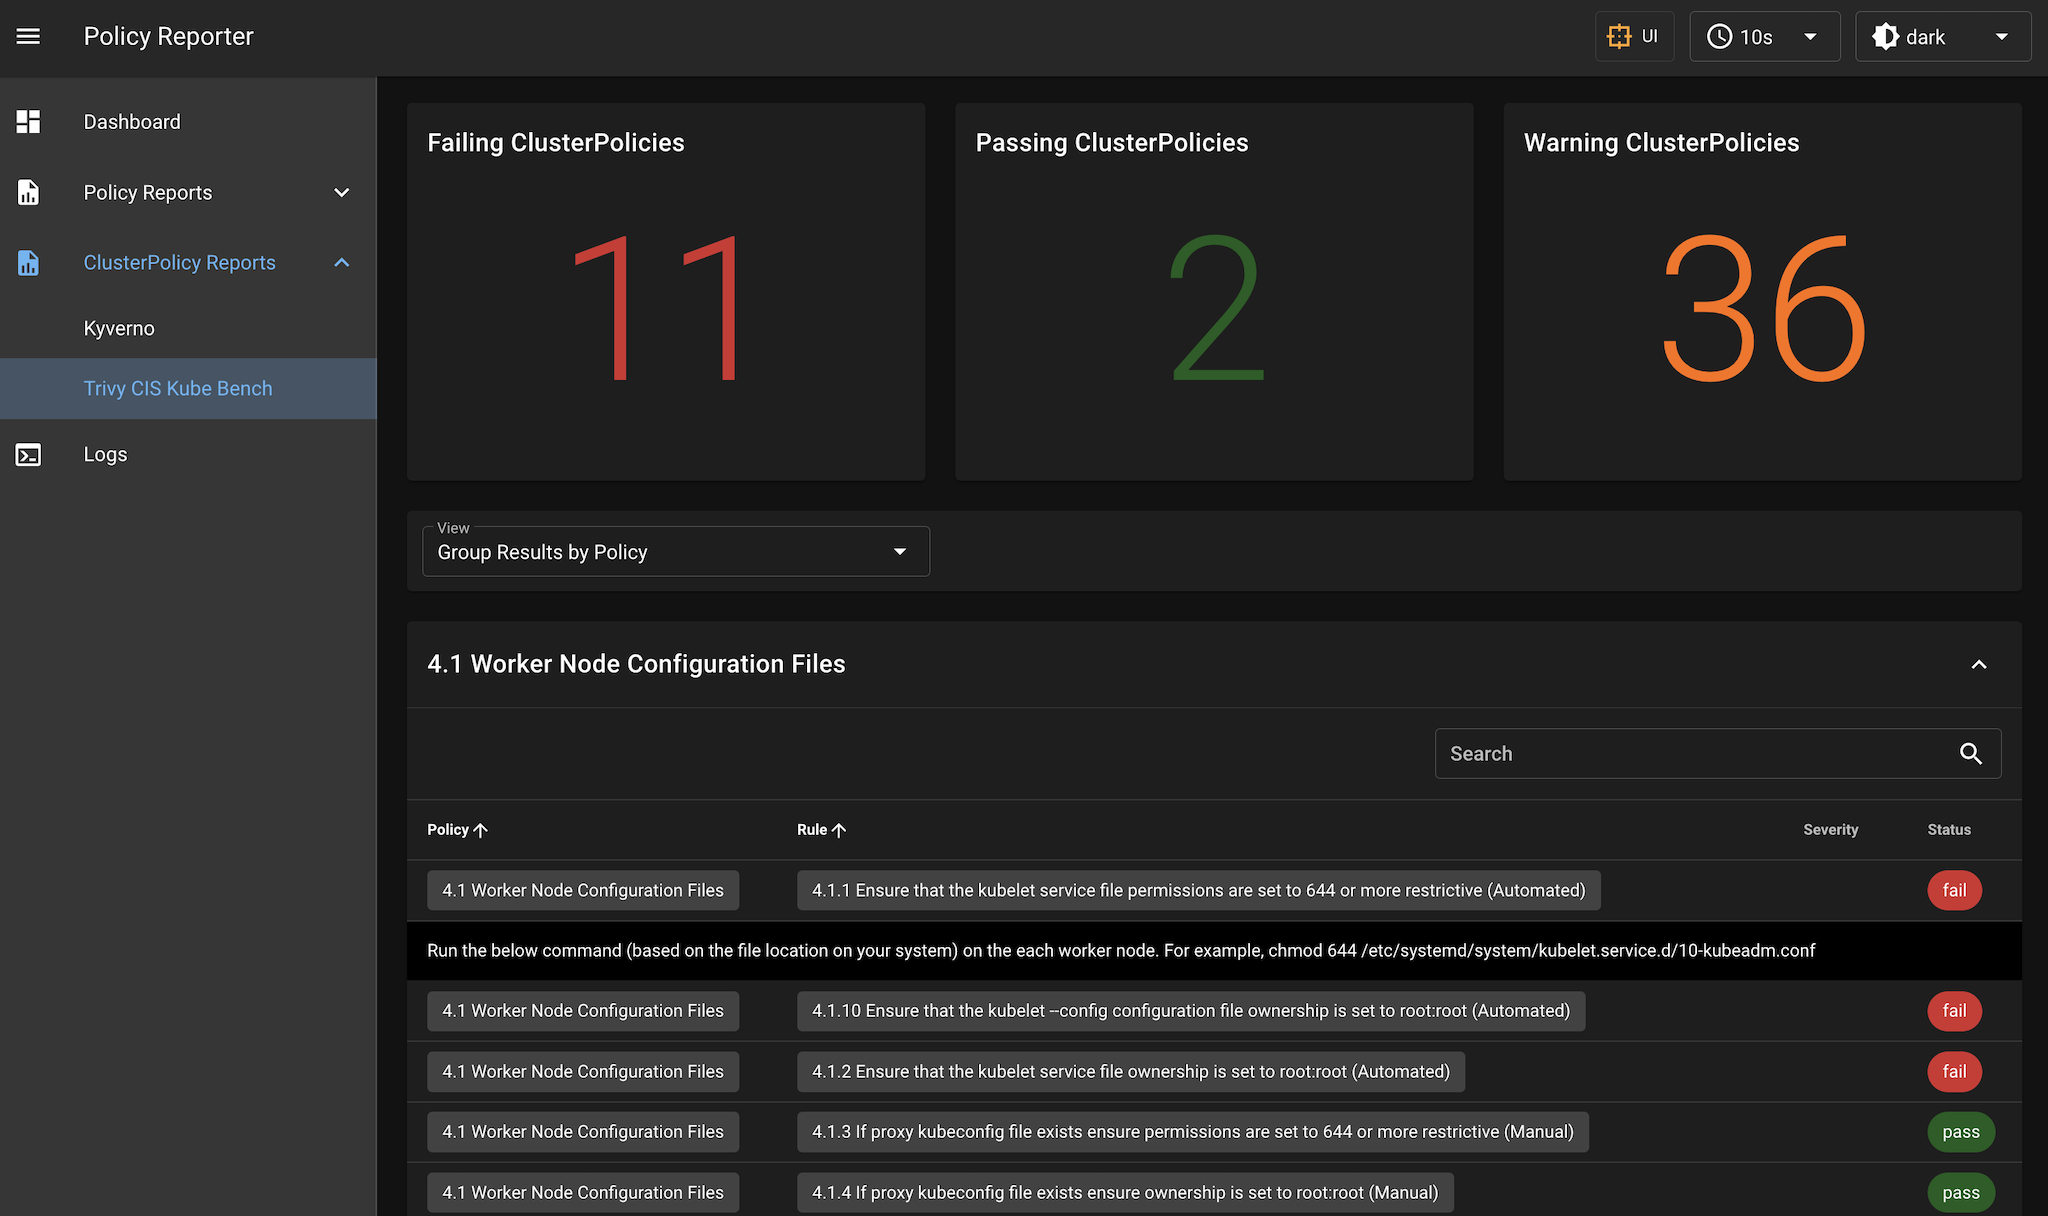 Policy Reporter
UI
10s
dark
Dashboard
Policy Reports
ClusterPolicy Reports
Kyverno
Trivy CIS Kube Bench
Logs
Failing ClusterPolicies
11
Passing ClusterPolicies
2
Warning ClusterPolicies
36
View
Group Results by Policy
4.1 Worker Node Configuration Files
Search
Policy Rule Severity Status
4.1 Worker Node Configuration Files 4.1.1 Ensure that the kubelet service file permissions are set to 644 or more restrictive (Automated) fail
Run the below command (based on the file location on your system) on the each worker node. For example, chmod 644 /etc/systemd/system/kubelet.service.d/10-kubeadm.conf
4.1 Worker Node Configuration Files 4.1.10 Ensure that the kubelet --config configuration file ownership is set to root:root (Automated) fail
4.1 Worker Node Configuration Files 4.1.2 Ensure that the kubelet service file ownership is set to root:root (Automated) fail
4.1 Worker Node Configuration Files 4.1.3 If proxy kubeconfig file exists ensure permissions are set to 644 or more restrictive (Manual) pass
4.1 Worker Node Configuration Files 4.1.4 If proxy kubeconfig file exists ensure ownership is set to root:root (Manual) pass